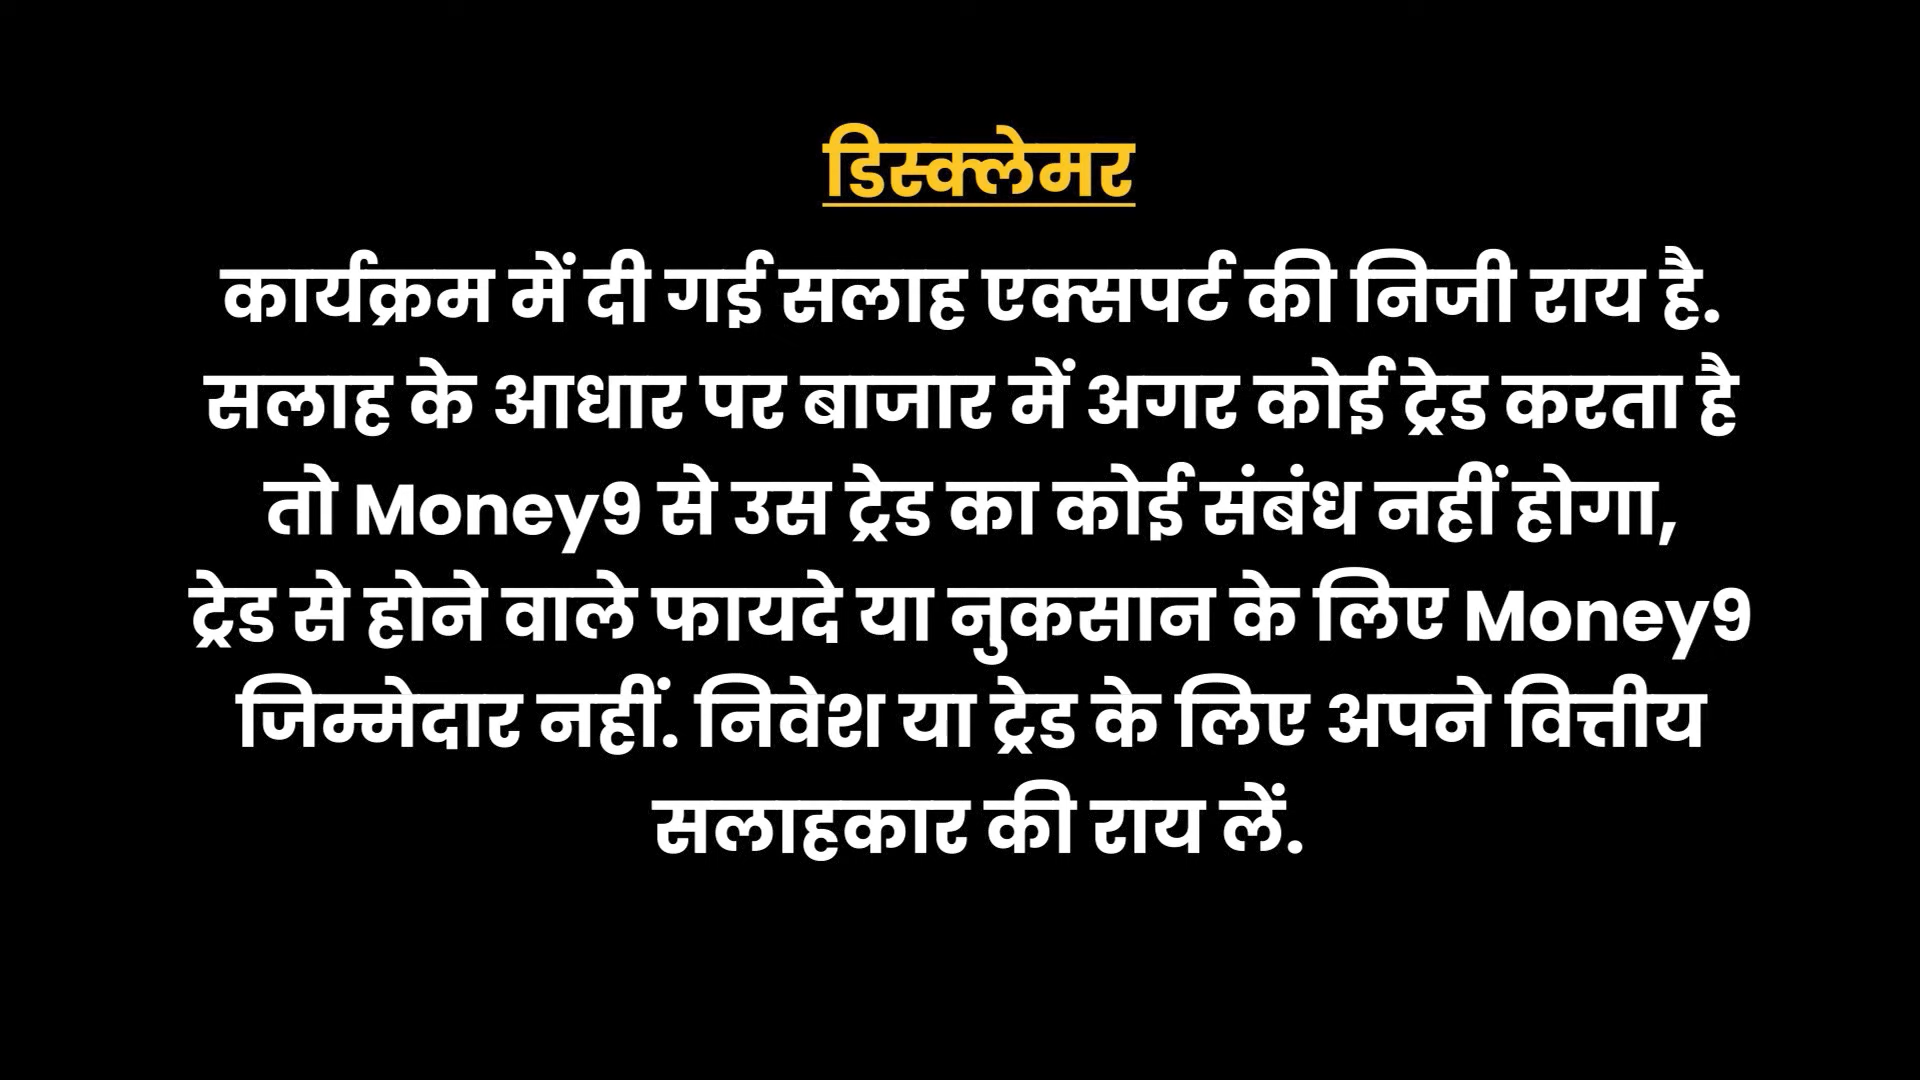 डिस्क्लेमर
कार्यक्रम में दी गई सलाह एक्सपर्ट की निजी राय है.
सलाह के आधार पर बाजार में अगर कोई ट्रेड करता है
तो Money9 से उस ट्रेड का कोई संबंध नहीं होगा,
ट्रेड से होने वाले फायदे या नुकसान के लिए Money9
जिम्मेदार नहीं. निवेश या ट्रेड के लिए अपने वित्तीय
सलाहकार की राय लें.